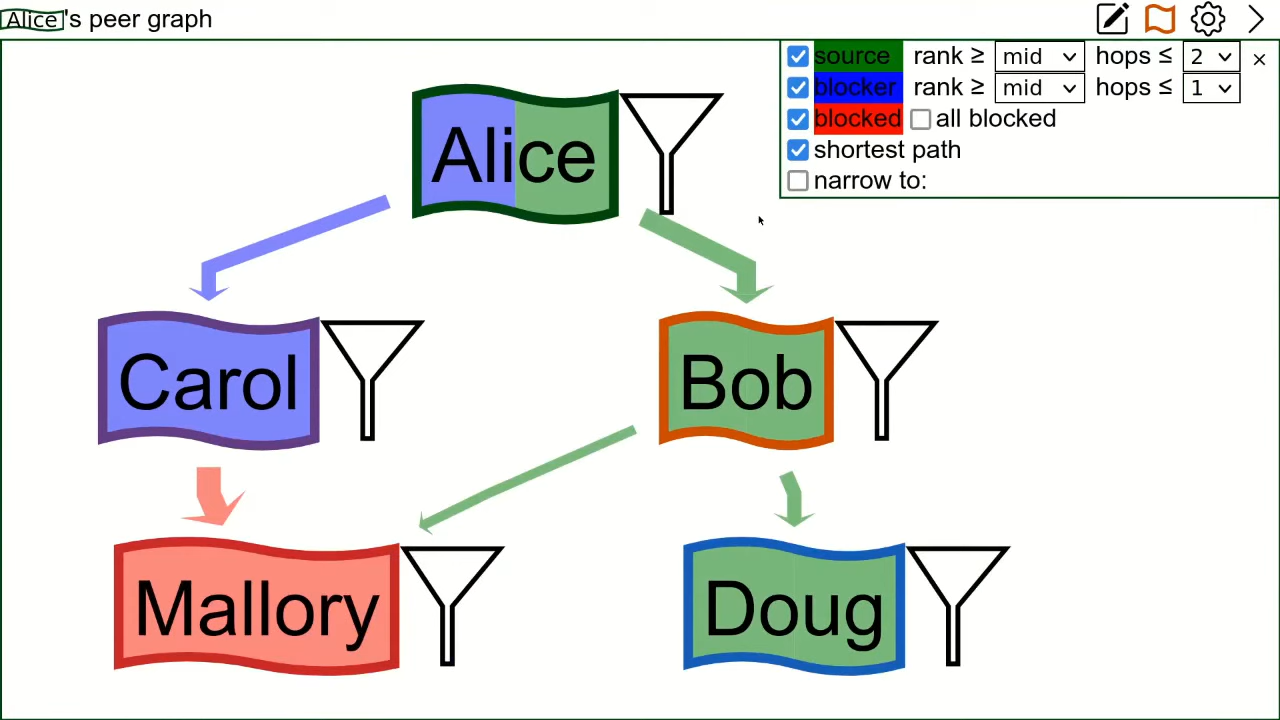 Alice's peer graph
source rank ≥ mid hops ≤ 2 ×
blocker rank ≥ mid hops ≤ 1
blocked all blocked
shortest path
narrow to:
Alice
Carol
Bob
Mallory
Doug